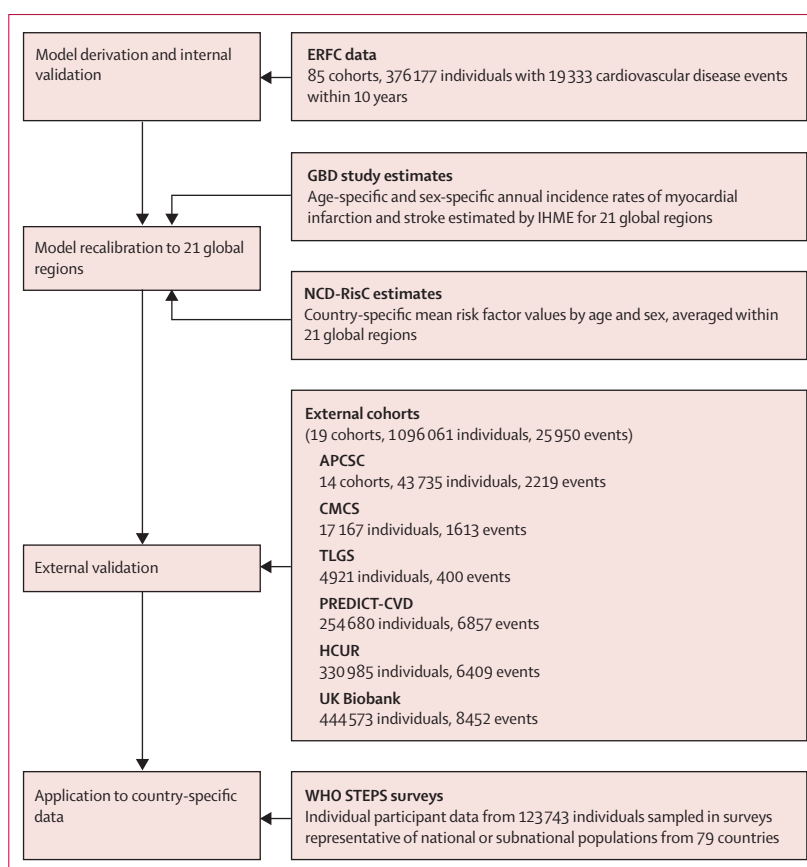 Model derivation and internal
validation
ERFC data
85 cohorts, 376 177 individuals with 19 333 cardiovascular disease events
within 10 years
GBD study estimates
Age-specific and sex-specific annual incidence rates of myocardial
infarction and stroke estimated by IHME for 21 global regions
Model recalibration to 21 global
regions
NCD-RisC estimates
Country-specific mean risk factor values by age and sex, averaged within
21 global regions
External cohorts
(19 cohorts, 1 096 061 individuals, 25 950 events)
APCSC
14 cohorts, 43 735 individuals, 2219 events
CMCS
17 167 individuals, 1613 events
TLGS
4921 individuals, 400 events
PREDICT-CVD
254 680 individuals, 6857 events
HCUR
330 985 individuals, 6409 events
UK Biobank
444 573 individuals, 8452 events
External validation
Application to country-specific
data
WHO STEPS surveys
Individual participant data from 123 743 individuals sampled in surveys
representative of national or subnational populations from 79 countries